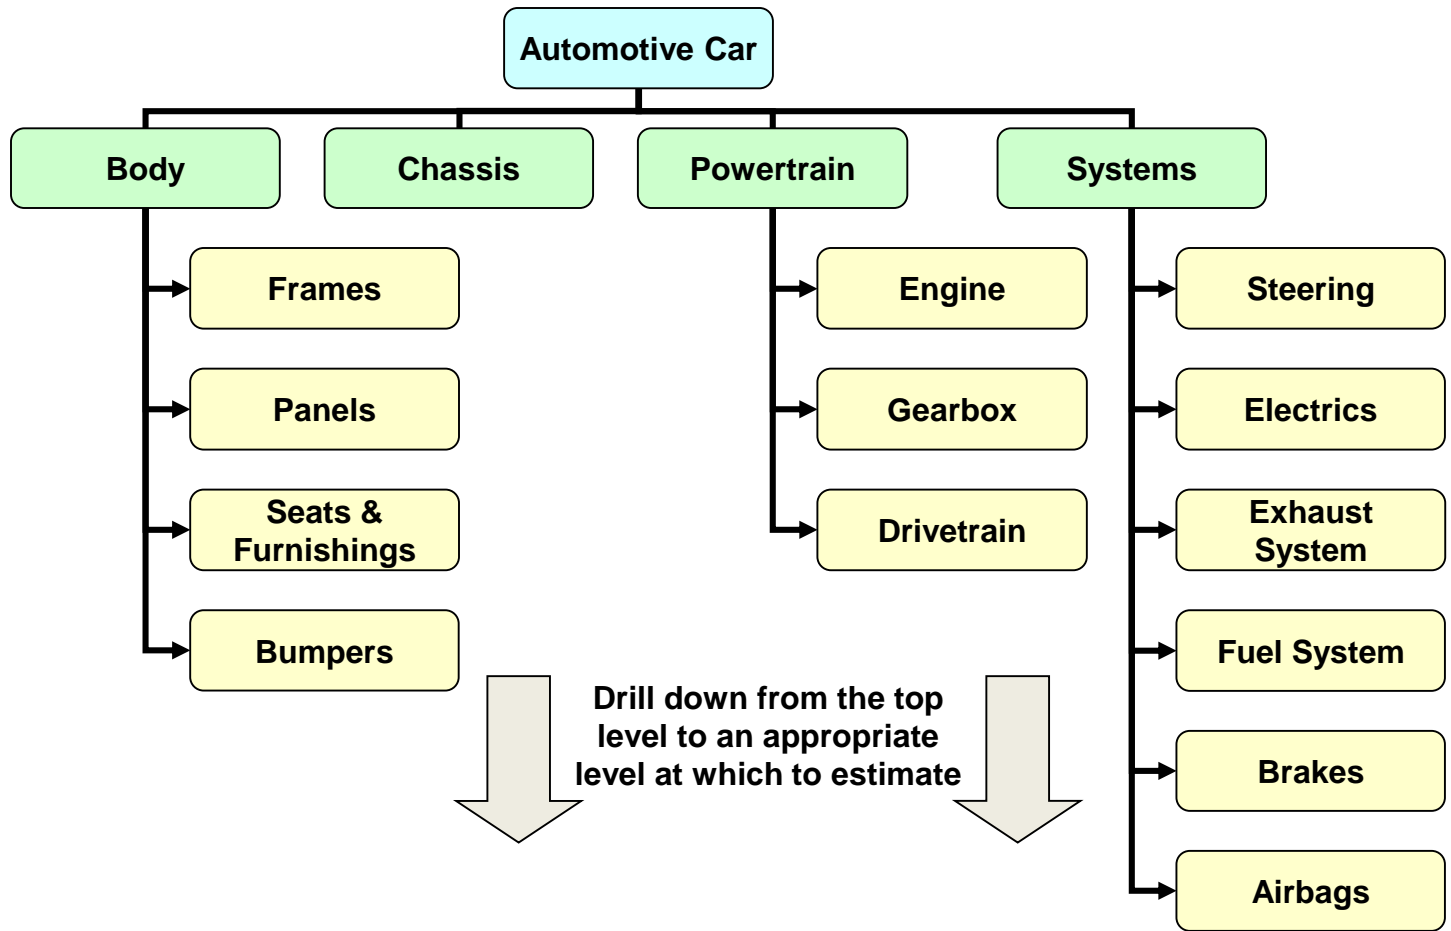 Automotive Car
Body
Chassis
Powertrain
Systems
Frames
Panels
Seats &
Furnishings
Bumpers
Engine
Gearbox
Drivetrain
Steering
Electrics
Exhaust
System
Fuel System
Brakes
Airbags
Drill down from the top
level to an appropriate
level at which to estimate